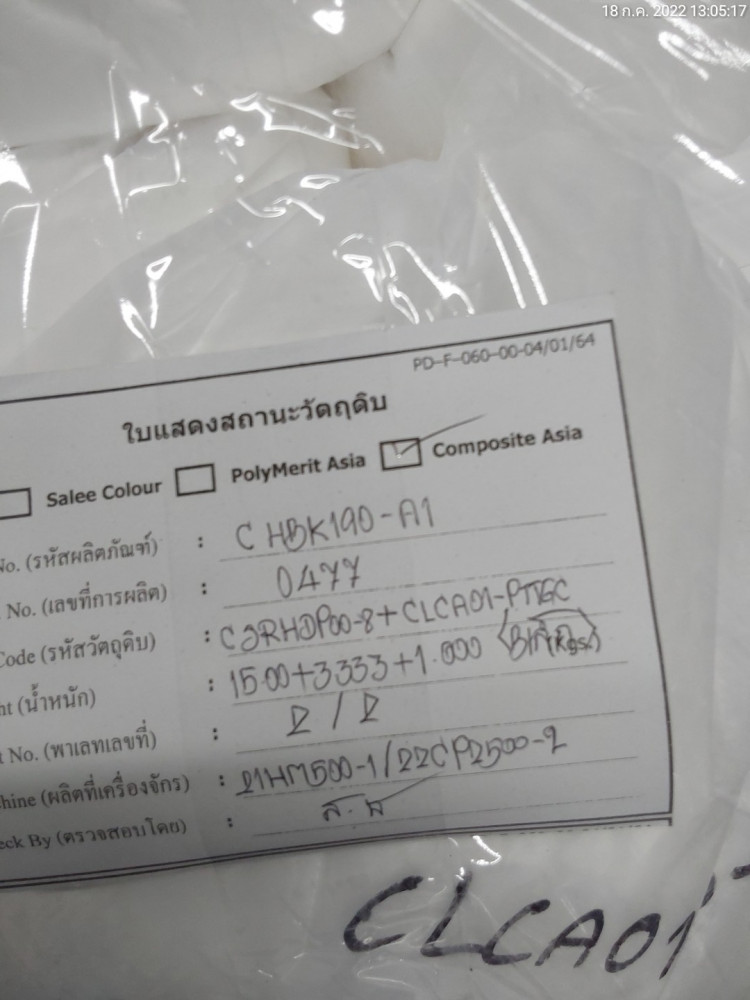 18 ก.ค. 2022 13:05:17
PD-F-060-00-04/01/64
ใบแสดงสถานะวัตถุดิบ
Salee Colour PolyMerit Asia Composite Asia
No. (รหัสผลิตภัณฑ์) : CHBK190-A1
No. (เลขที่การผลิต) : 0477
Code (รหัสวัตถุดิบ) : CJRHDP00-8+CLCA01-PTTGC
nt (น้ำหนัก) : 15.00+3.333+1.000
t No. (พาเลทเลขที่) : 2/2
hine (ผลิตที่เครื่องจักร) : 21HM500-1/22CP2500-2
eck By (ตรวจสอบโดย) :
CLCA01